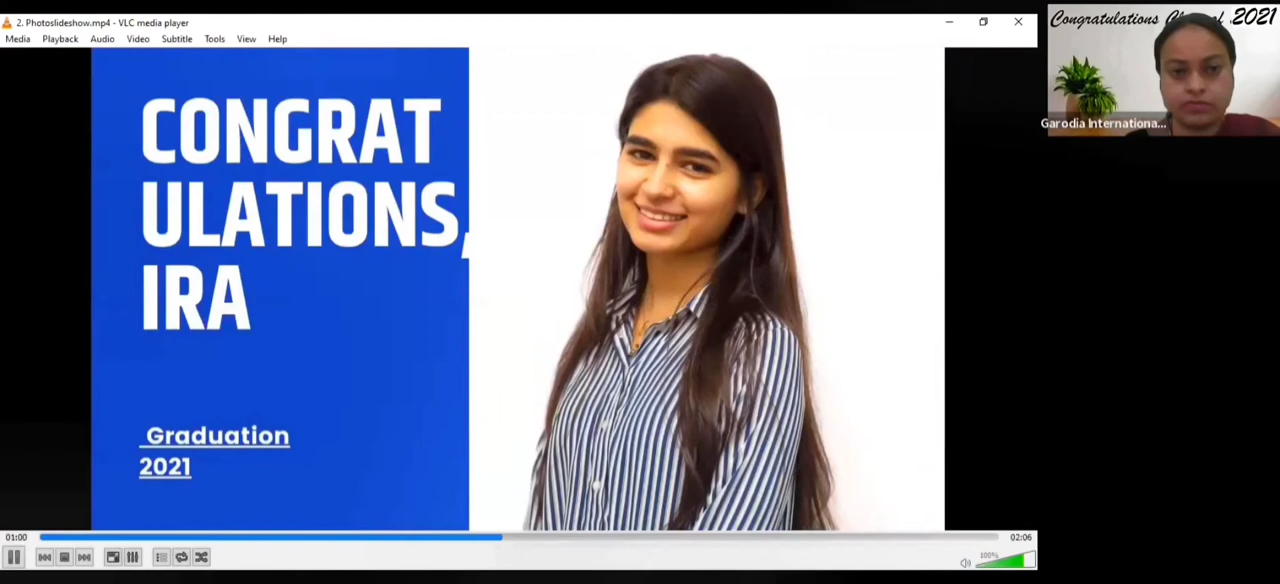 2. Photoslideshow.mp4 - VLC media player
Media Playback Audio Video Subtitle Tools View Help
CONGRAT
ULATIONS,
IRA
Graduation
2021
01:00
02:06
100%
Congratulations 2021
Garodia Internationa...